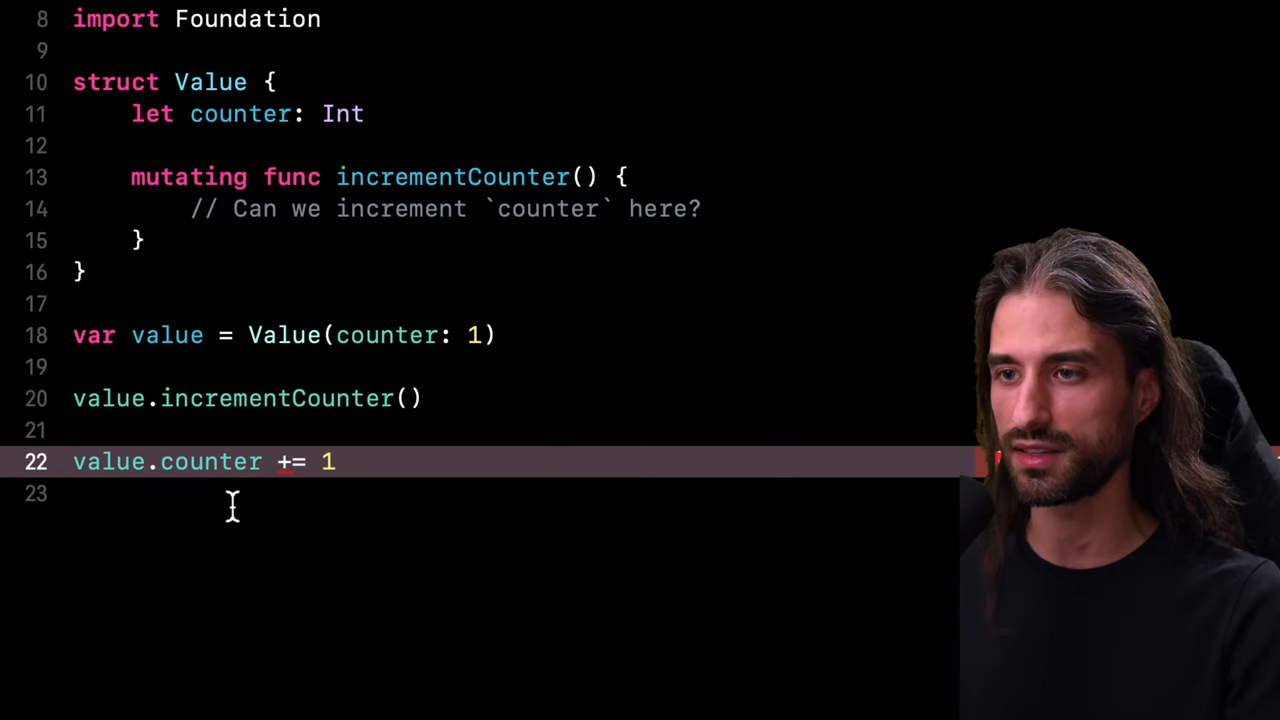 8 import Foundation
9
10 struct Value {
11 let counter: Int
12
13 mutating func incrementCounter() {
14 // Can we increment `counter` here?
15 }
16 }
17
18 var value = Value(counter: 1)
19
20 value.incrementCounter()
21
22 value.counter += 1
23